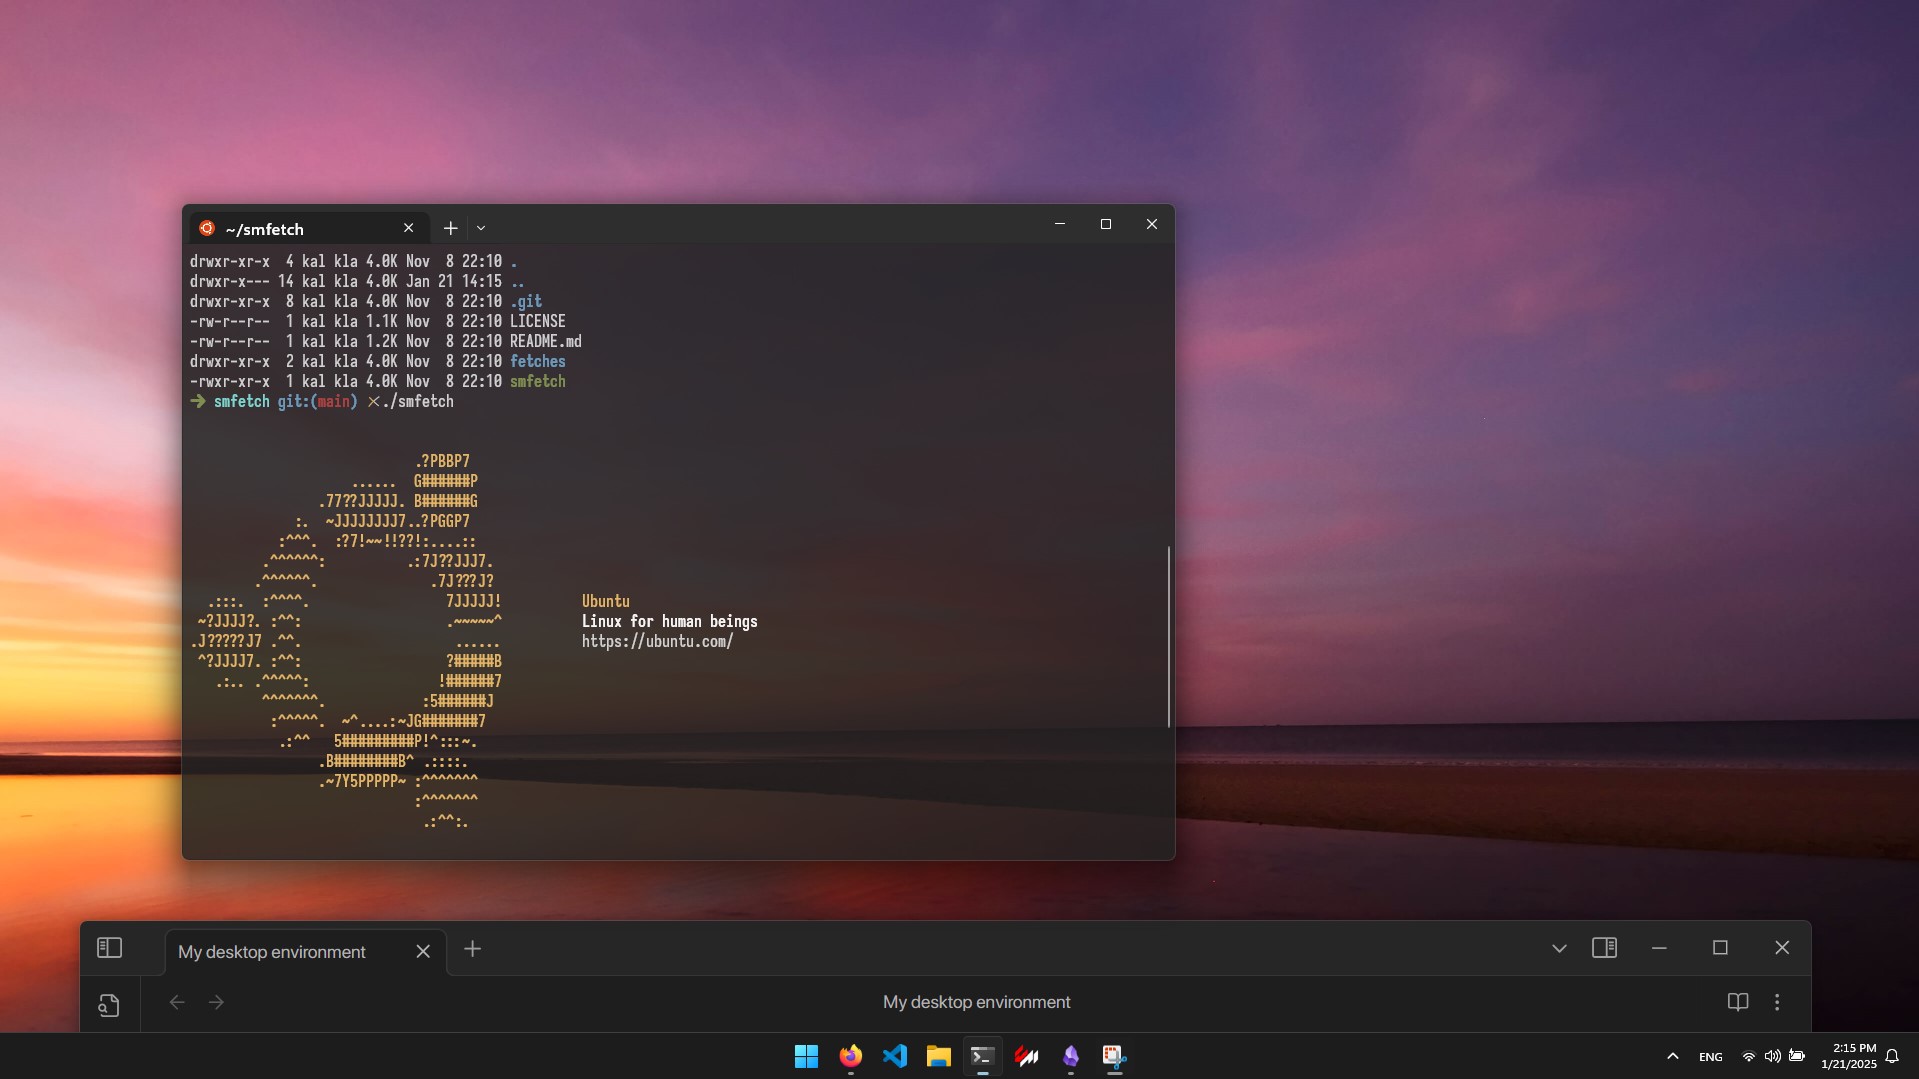 ~/smfetch
drwxr-xr-x  4 kal kla 4.0K Nov  8 22:10 .
drwxr-x--- 14 kal kla 4.0K Jan 21 14:15 ..
drwxr-xr-x  8 kal kla 4.0K Nov  8 22:10 .git
-rw-r--r--  1 kal kla 1.1K Nov  8 22:10 LICENSE
-rw-r--r--  1 kal kla 1.2K Nov  8 22:10 README.md
drwxr-xr-x  2 kal kla 4.0K Nov  8 22:10 fetches
-rwxr-xr-x  1 kal kla 4.0K Nov  8 22:10 smfetch
➜ smfetch git:(main) ✕./smfetch
                            .?PBBP7
                    ......  G######P
                .77??JJJJJ. B######G
             :.  ~JJJJJJJJ7..?PGGP7
           :^^^.  :?7!~~!!??!:....::
         .^^^^^^:          .:7J??JJJ7.
        .^^^^^^.              .7J???J?
  .:::.  :^^^^.                 7JJJJJ!          Ubuntu
 ~?JJJJ?. :^^:                  .~~~~~^          Linux for human beings
.J?????J7 .^^.                   ......          https://ubuntu.com/
 ^?JJJJ7. :^^:                  ?#####B
   .:.. .^^^^^:                !######7
         ^^^^^^^.            :5######J
          :^^^^^.  ~^....:~JG#######7
           .:^^   5#########P!^:::~.
                .B########B^ .::::.
                .~7Y5PPPPP~ :^^^^^^^
                            :^^^^^^^
                             .:^^:.
My desktop environment
My desktop environment
ENG
2:15 PM
1/21/2025